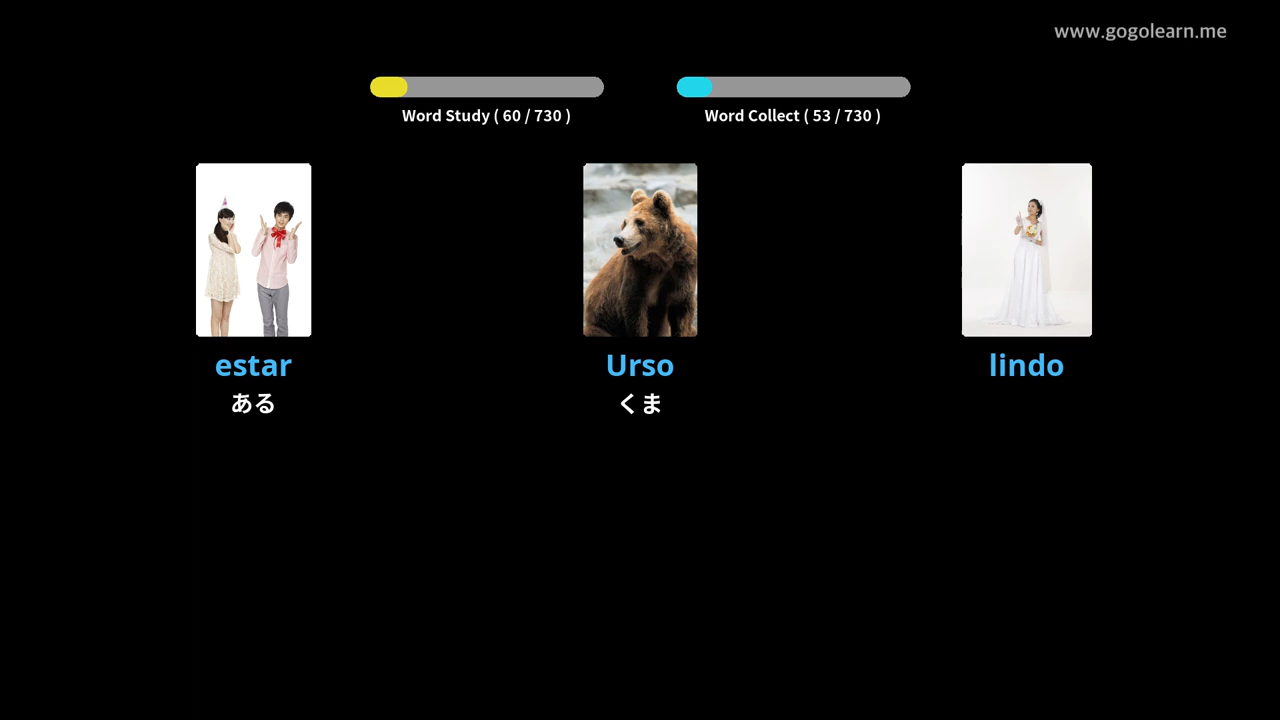 www.gogolearn.me
Word Study ( 60 / 730 )
Word Collect ( 53 / 730 )
estar
ある
Urso
くま
lindo